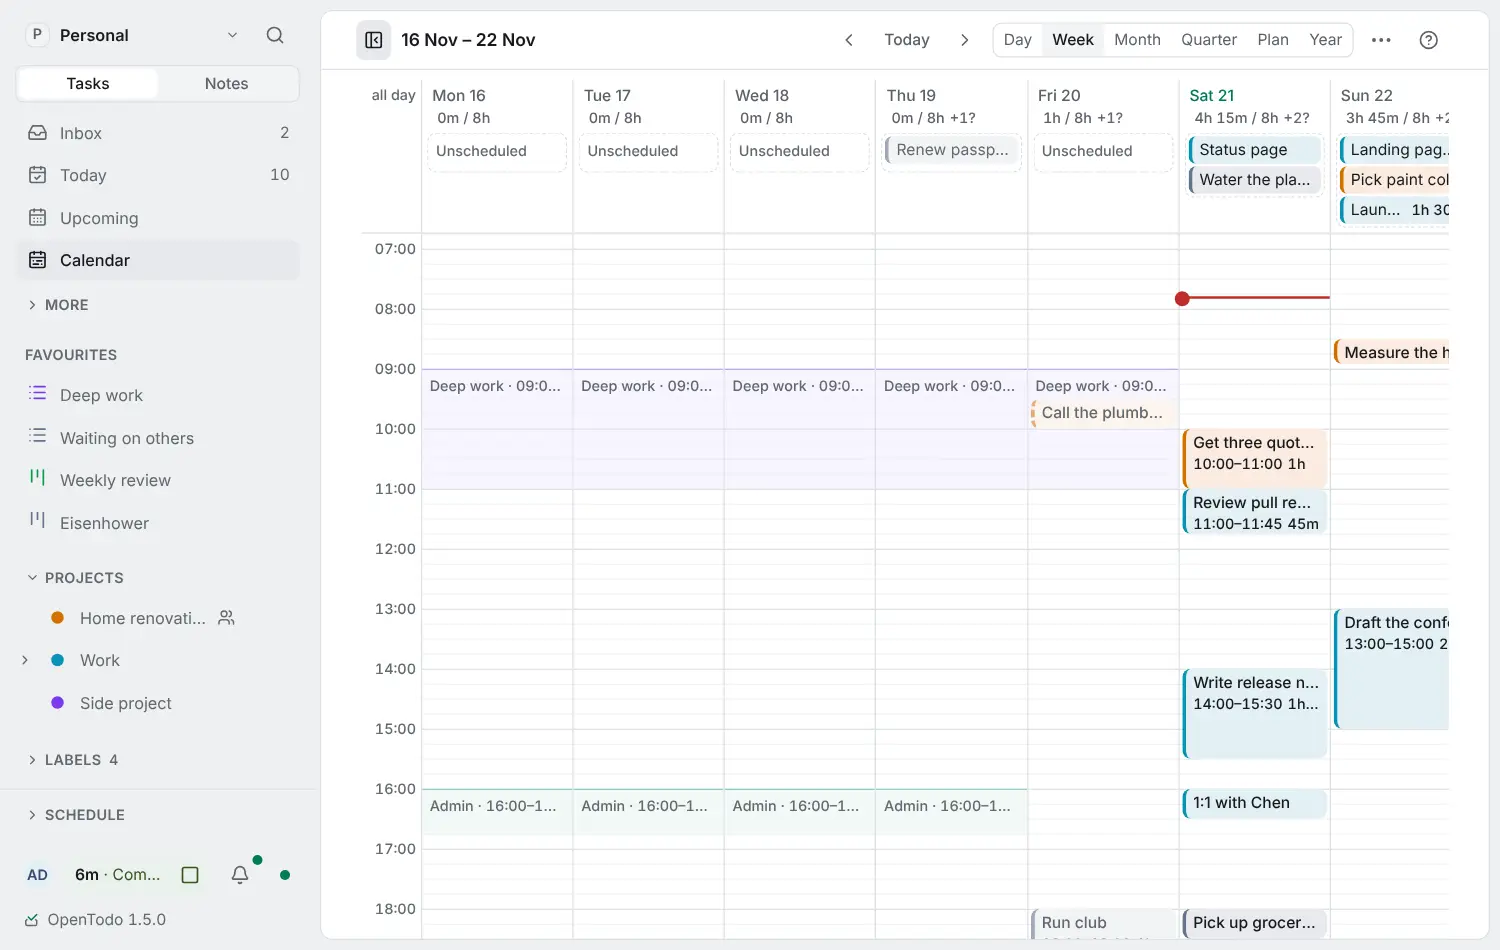 P Personal
Tasks Notes
Inbox 2
Today 10
Upcoming
Calendar
MORE
FAVOURITES
Deep work
Waiting on others
Weekly review
Eisenhower
PROJECTS
Home renovati...
Work
Side project
LABELS 4
SCHEDULE
AD 6m · Com...
OpenTodo 1.5.0
16 Nov – 22 Nov
Today
Day Week Month Quarter Plan Year
all day
Mon 16 Tue 17 Wed 18 Thu 19 Fri 20 Sat 21 Sun 22
0m / 8h 0m / 8h 0m / 8h 0m / 8h +1? 1h / 8h +1? 4h 15m / 8h +2? 3h 45m / 8h +2
Unscheduled Unscheduled Unscheduled Renew passp... Unscheduled Status page Landing pag..
Water the pla... Pick paint col
Laun... 1h 30
07:00
08:00
Measure the h
09:00
Deep work · 09:0... Deep work · 09:0... Deep work · 09:0... Deep work · 09:0... Deep work · 09:0...
Call the plumb...
10:00
Get three quot...
10:00–11:00 1h
11:00
Review pull re...
11:00–11:45 45m
12:00
13:00
Draft the confe
13:00–15:00 2
14:00
Write release n...
14:00–15:30 1h...
15:00
16:00
Admin · 16:00–1... Admin · 16:00–1... Admin · 16:00–1... Admin · 16:00–1... 1:1 with Chen
17:00
18:00
Run club Pick up grocer...